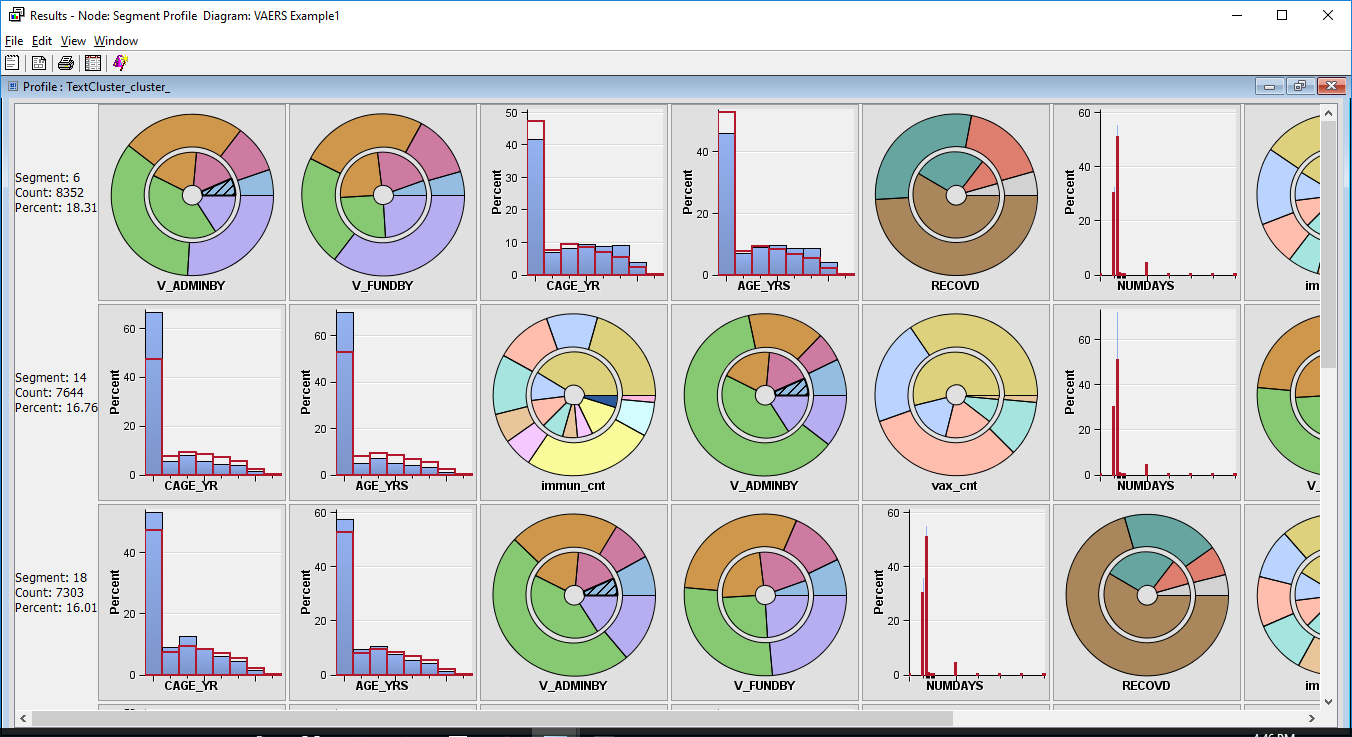 Results - Node: Segment Profile Diagram: VAERS Example1
File Edit View Window
Profile : TextCluster_cluster_
Segment: 6
Count: 8352
Percent: 18.31
V_ADMINBY
V_FUNDBY
Percent
50
40
30
20
10
0
CAGE_YR
Percent
40
20
0
AGE_YRS
RECOVD
Percent
60
40
20
0
NUMDAYS
im
Segment: 14
Count: 7644
Percent: 16.76
Percent
60
40
20
0
CAGE_YR
Percent
60
40
20
0
AGE_YRS
immun_cnt
V_ADMINBY
vax_cnt
Percent
60
40
20
0
NUMDAYS
V_
Segment: 18
Count: 7303
Percent: 16.01
Percent
40
20
0
CAGE_YR
Percent
60
40
20
0
AGE_YRS
V_ADMINBY
V_FUNDBY
Percent
60
40
20
0
NUMDAYS
RECOVD
im